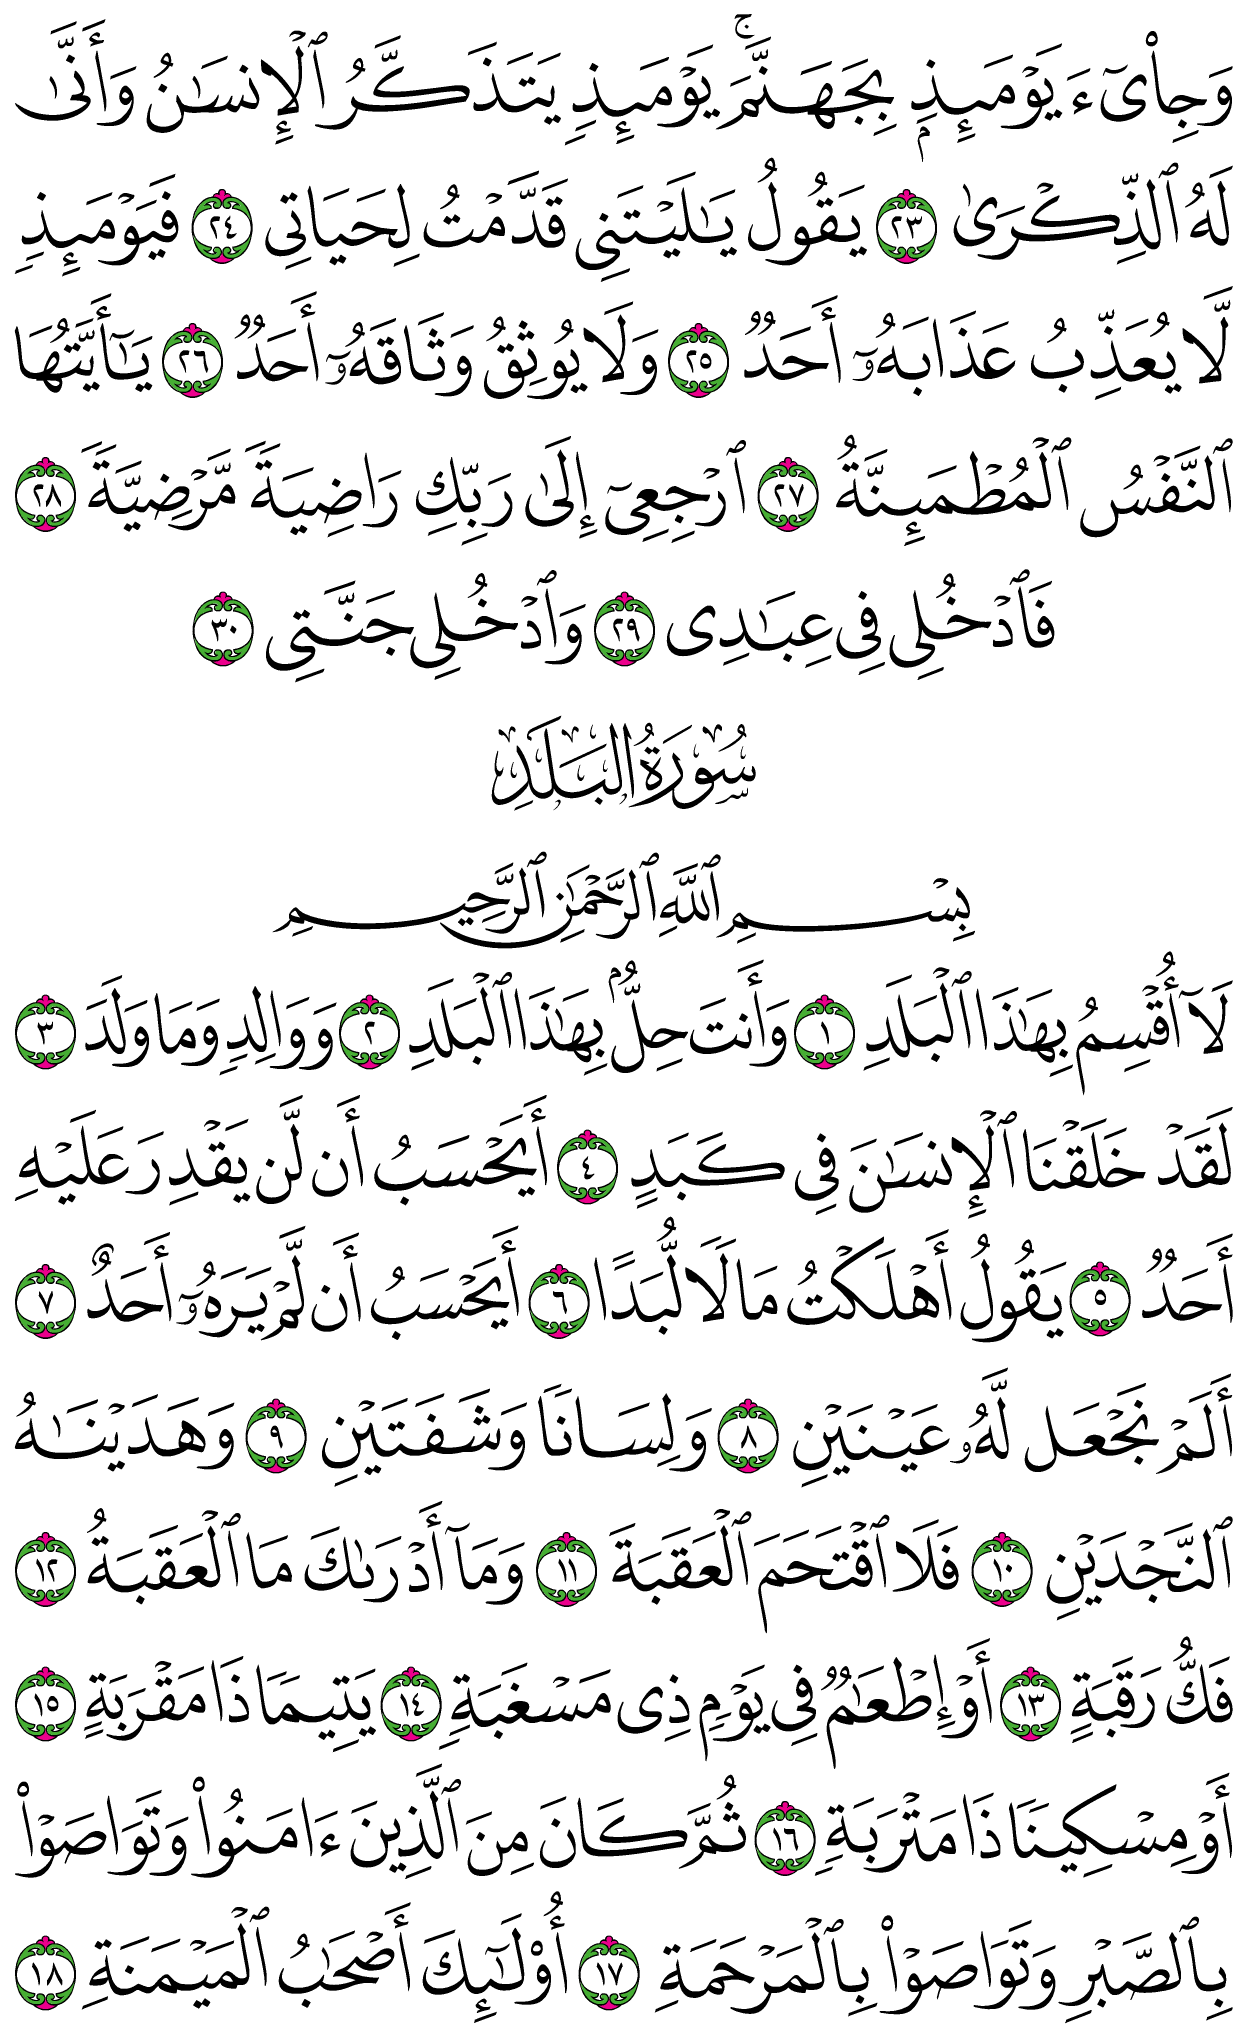 وَجِاْىٓءَ يَوْمَئِذِۭ بِجَهَنَّمَۚ يَوْمَئِذٍ يَتَذَكَّرُ ٱلْإِنسَٰنُ وَأَنَّىٰ
لَهُ ٱلذِّكْرَىٰ ٢٣ يَقُولُ يَٰلَيْتَنِى قَدَّمْتُ لِحَيَاتِى ٢٤ فَيَوْمَئِذٍ
لَّا يُعَذِّبُ عَذَابَهُۥٓ أَحَدٌ ٢٥ وَلَا يُوثِقُ وَثَاقَهُۥٓ أَحَدٌ ٢٦ يَٰٓأَيَّتُهَا
ٱلنَّفْسُ ٱلْمُطْمَئِنَّةُ ٢٧ ٱرْجِعِىٓ إِلَىٰ رَبِّكِ رَاضِيَةً مَّرْضِيَّةً ٢٨
فَٱدْخُلِى فِى عِبَٰدِى ٢٩ وَٱدْخُلِى جَنَّتِى ٣٠
سُورَةُ البَلَدِ
بِسْمِ ٱللَّهِ ٱلرَّحْمَٰنِ ٱلرَّحِيمِ
لَآ أُقْسِمُ بِهَٰذَا ٱلْبَلَدِ ١ وَأَنتَ حِلٌّۢ بِهَٰذَا ٱلْبَلَدِ ٢ وَوَالِدٍ وَمَا وَلَدَ ٣
لَقَدْ خَلَقْنَا ٱلْإِنسَٰنَ فِى كَبَدٍ ٤ أَيَحْسَبُ أَن لَّن يَقْدِرَ عَلَيْهِ
أَحَدٌ ٥ يَقُولُ أَهْلَكْتُ مَالًا لُّبَدًا ٦ أَيَحْسَبُ أَن لَّمْ يَرَهُۥٓ أَحَدٌ ٧
أَلَمْ نَجْعَل لَّهُۥ عَيْنَيْنِ ٨ وَلِسَانًا وَشَفَتَيْنِ ٩ وَهَدَيْنَٰهُ
ٱلنَّجْدَيْنِ ١٠ فَلَا ٱقْتَحَمَ ٱلْعَقَبَةَ ١١ وَمَآ أَدْرَىٰكَ مَا ٱلْعَقَبَةُ ١٢
فَكُّ رَقَبَةٍ ١٣ أَوْ إِطْعَٰمٌ فِى يَوْمٍ ذِى مَسْغَبَةٍ ١٤ يَتِيمًا ذَا مَقْرَبَةٍ ١٥
أَوْ مِسْكِينًا ذَا مَتْرَبَةٍ ١٦ ثُمَّ كَانَ مِنَ ٱلَّذِينَ ءَامَنُوا۟ وَتَوَاصَوْا۟
بِٱلصَّبْرِ وَتَوَاصَوْا۟ بِٱلْمَرْحَمَةِ ١٧ أُو۟لَٰٓئِكَ أَصْحَٰبُ ٱلْمَيْمَنَةِ ١٨